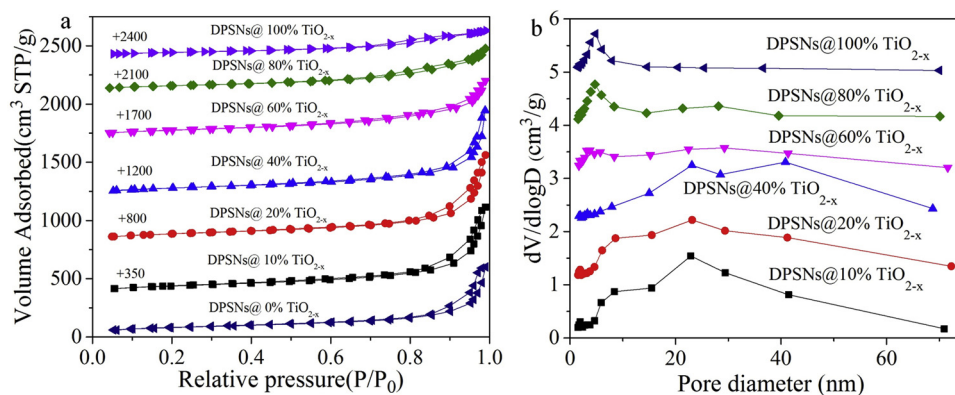 a
Volume Adsorbed(cm³ STP/g)
2500
2000
1500
1000
500
0
+2400
DPSNs@ 100% TiO₂₋ₓ
+2100
DPSNs@ 80% TiO₂₋ₓ
+1700
DPSNs@ 60% TiO₂₋ₓ
+1200
DPSNs@ 40% TiO₂₋ₓ
+800
DPSNs@ 20% TiO₂₋ₓ
+350
DPSNs@ 10% TiO₂₋ₓ
DPSNs@ 0% TiO₂₋ₓ
0.0 0.2 0.4 0.6 0.8 1.0
Relative pressure(P/P₀)
b
dV/dlogD (cm³/g)
6
5
4
3
2
1
0
DPSNs@100% TiO₂₋ₓ
DPSNs@80% TiO₂₋ₓ
DPSNs@60% TiO₂₋ₓ
DPSNs@40% TiO₂₋ₓ
DPSNs@20% TiO₂₋ₓ
DPSNs@10% TiO₂₋ₓ
0 20 40 60
Pore diameter (nm)